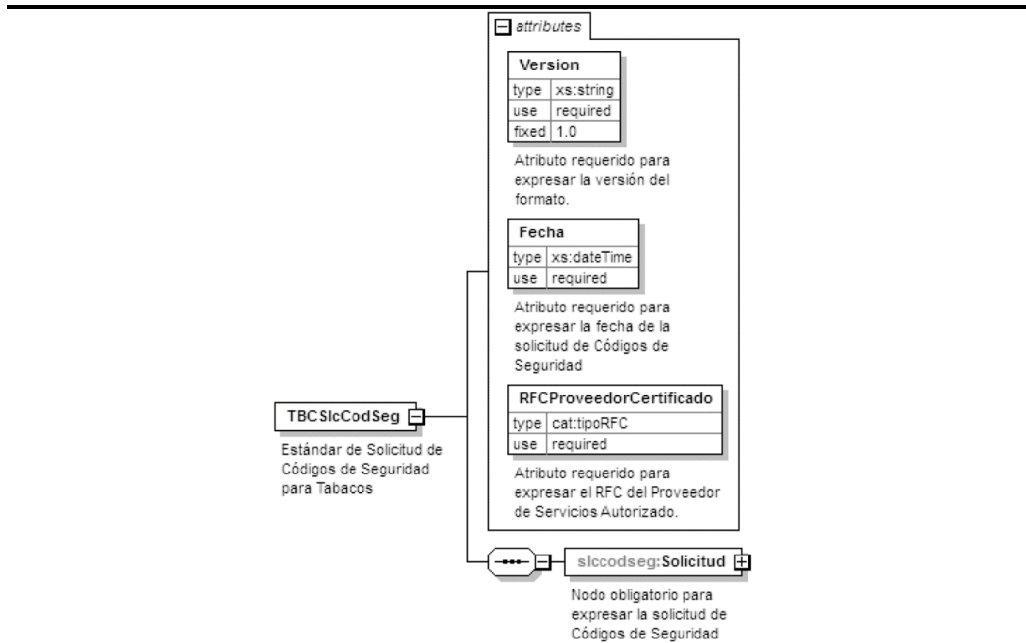 attributes
Version
type xs:string
use required
fixed 1.0
Atributo requerido para
expresar la versión del
formato.
Fecha
type xs:dateTime
use required
Atributo requerido para
expresar la fecha de la
solicitud de Códigos de
Seguridad
RFCProveedorCertificado
type cat:tipoRFC
use required
Atributo requerido para
expresar el RFC del Proveedor
de Servicios Autorizado.
TBCSlcCodSeg
Estándar de Solicitud de
Códigos de Seguridad
para Tabacos
slccodseg:Solicitud
Nodo obligatorio para
expresar la solicitud de
Códigos de Seguridad